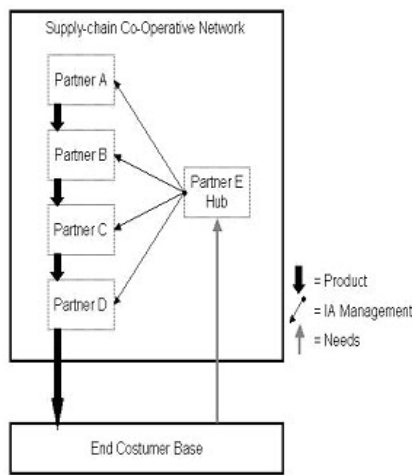 Supply-chain Co-Operative Network
Partner A
Partner B
Partner E
Hub
Partner C
Partner D
= Product
= IA Management
= Needs
End Costumer Base